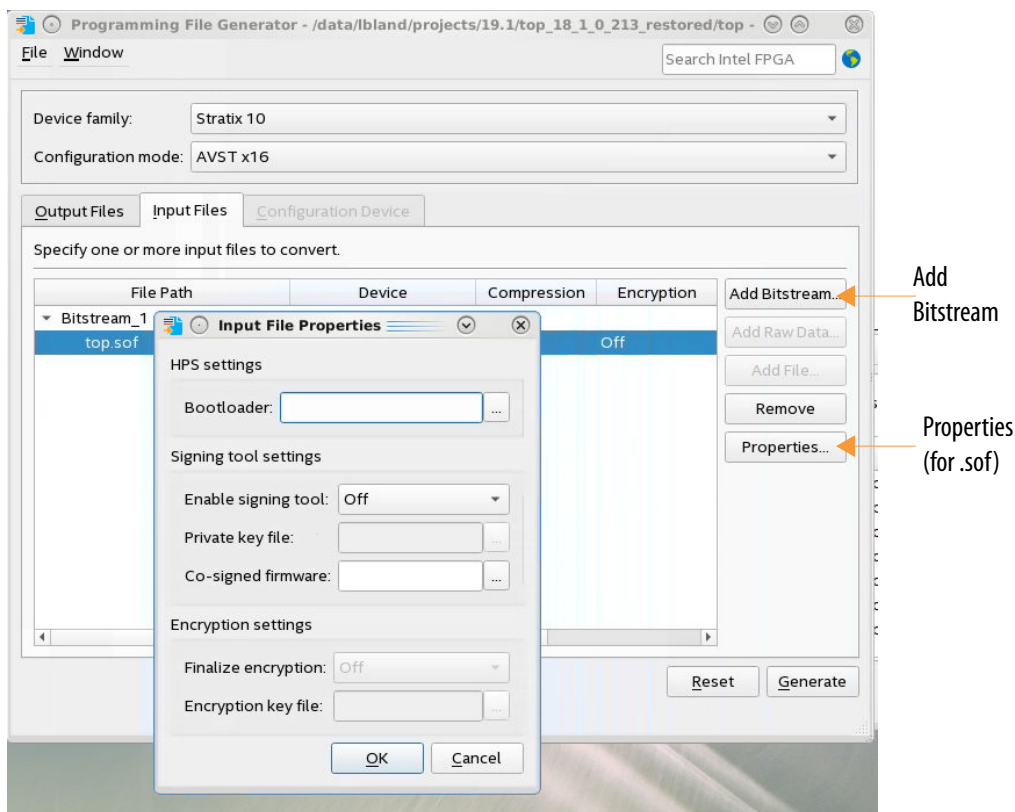 Programming File Generator - /data/lbland/projects/19.1/top_18_1_0_213_restored/top -
File Window
Search Intel FPGA
Device family: Stratix 10
Configuration mode: AVST x16
Output Files Input Files Configuration Device
Specify one or more input files to convert.
File Path Device Compression Encryption
Add Bitstream...
Add
Bitstream
Bitstream_1
top.sof Off
Add Raw Data...
Add File...
Remove
Properties...
Properties
(for .sof)
Input File Properties
HPS settings
Bootloader: ...
Signing tool settings
Enable signing tool: Off
Private key file: ...
Co-signed firmware: ...
Encryption settings
Finalize encryption: Off
Encryption key file: ...
OK Cancel
Reset Generate